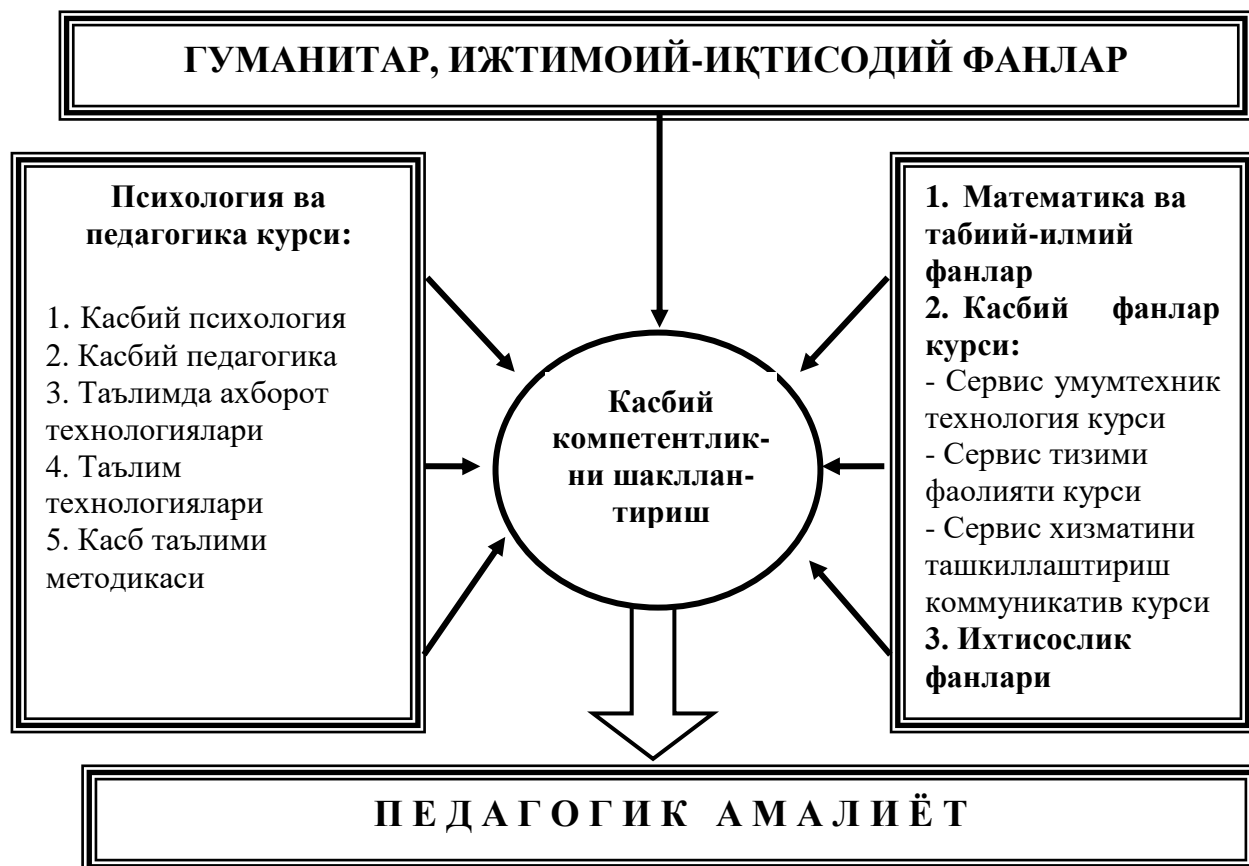 ГУМАНИТАР, ИЖТИМОИЙ-ИҚТИСОДИЙ ФАНЛАР
Психология ва
педагогика курси:
1. Касбий психология
2. Касбий педагогика
3. Таълимда ахборот
технологиялари
4. Таълим
технологиялари
5. Касб таълими
методикаси
Касбий
компетентлик-
ни шакллан-
тириш
1. Математика ва
табиий-илмий
фанлар
2. Касбий фанлар
курси:
- Сервис умумтехник
технология курси
- Сервис тизими
фаолияти курси
- Сервис хизматини
ташкиллаштириш
коммуникатив курси
3. Ихтисослик
фанлари
П Е Д А Г О Г И К А М А Л И Ё Т